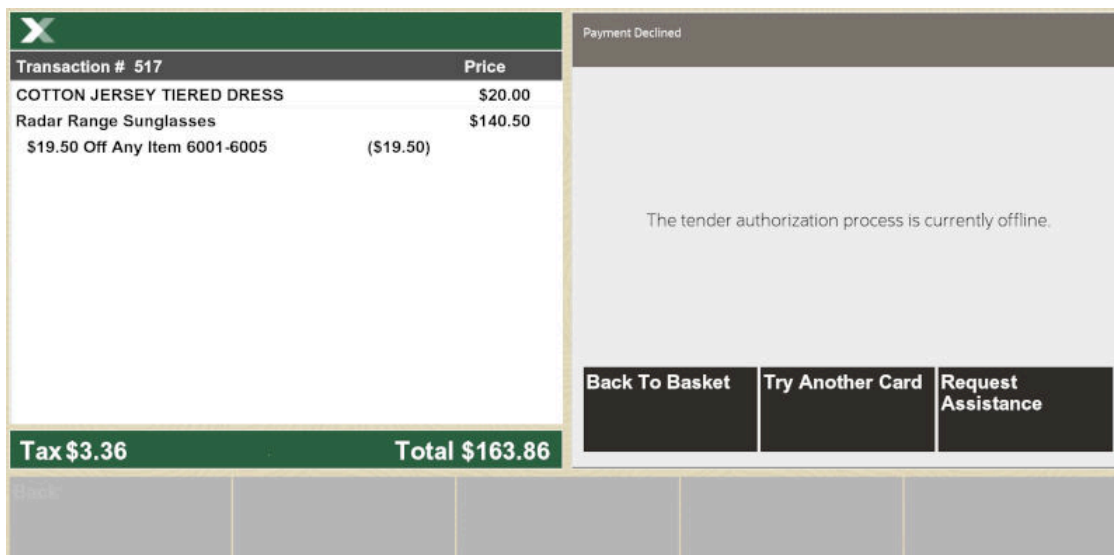 Payment Declined
Transaction # 517 Price
COTTON JERSEY TIERED DRESS $20.00
Radar Range Sunglasses $140.50
$19.50 Off Any Item 6001-6005 ($19.50)
The tender authorization process is currently offline.
Back To Basket
Try Another Card
Request
Assistance
Tax $3.36 Total $163.86
Back